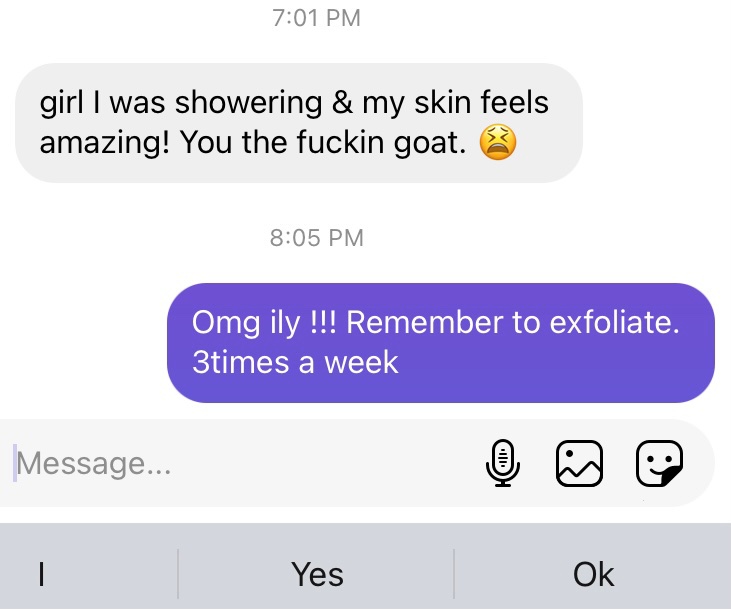 7:01 PM
girl I was showering & my skin feels
amazing! You the fuckin goat. 😫
8:05 PM
Omg ily !!! Remember to exfoliate.
3times a week
Message...
I
Yes
Ok